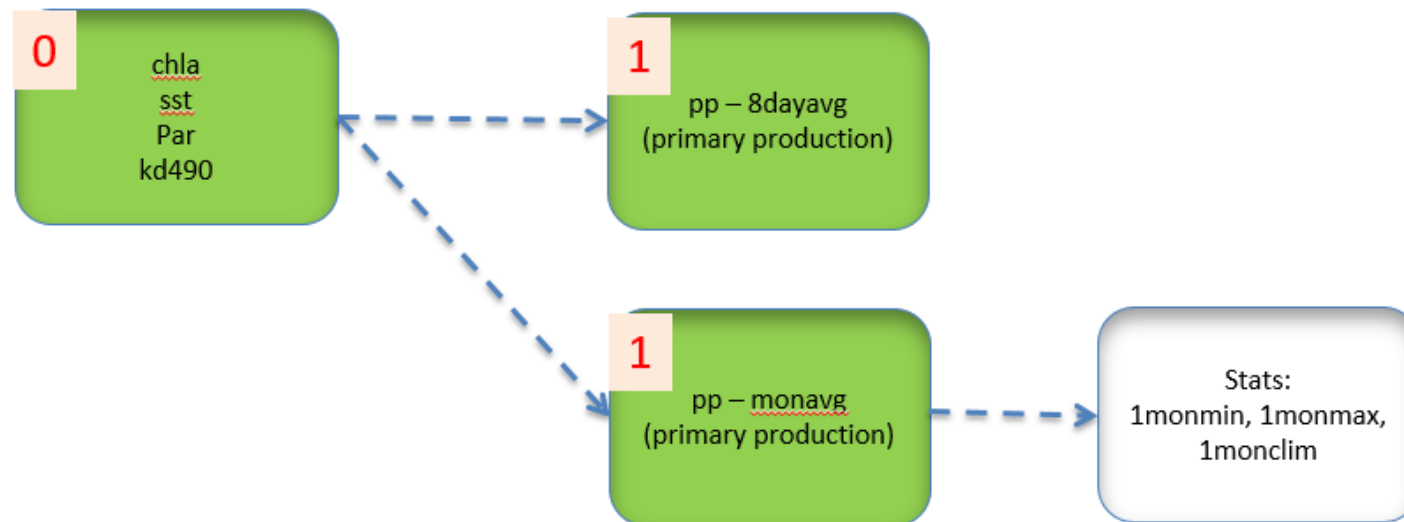 0
chla
sst
Par
kd490
1
pp – 8dayavg
(primary production)
1
pp – monavg
(primary production)
Stats:
1monmin, 1monmax,
1monclim